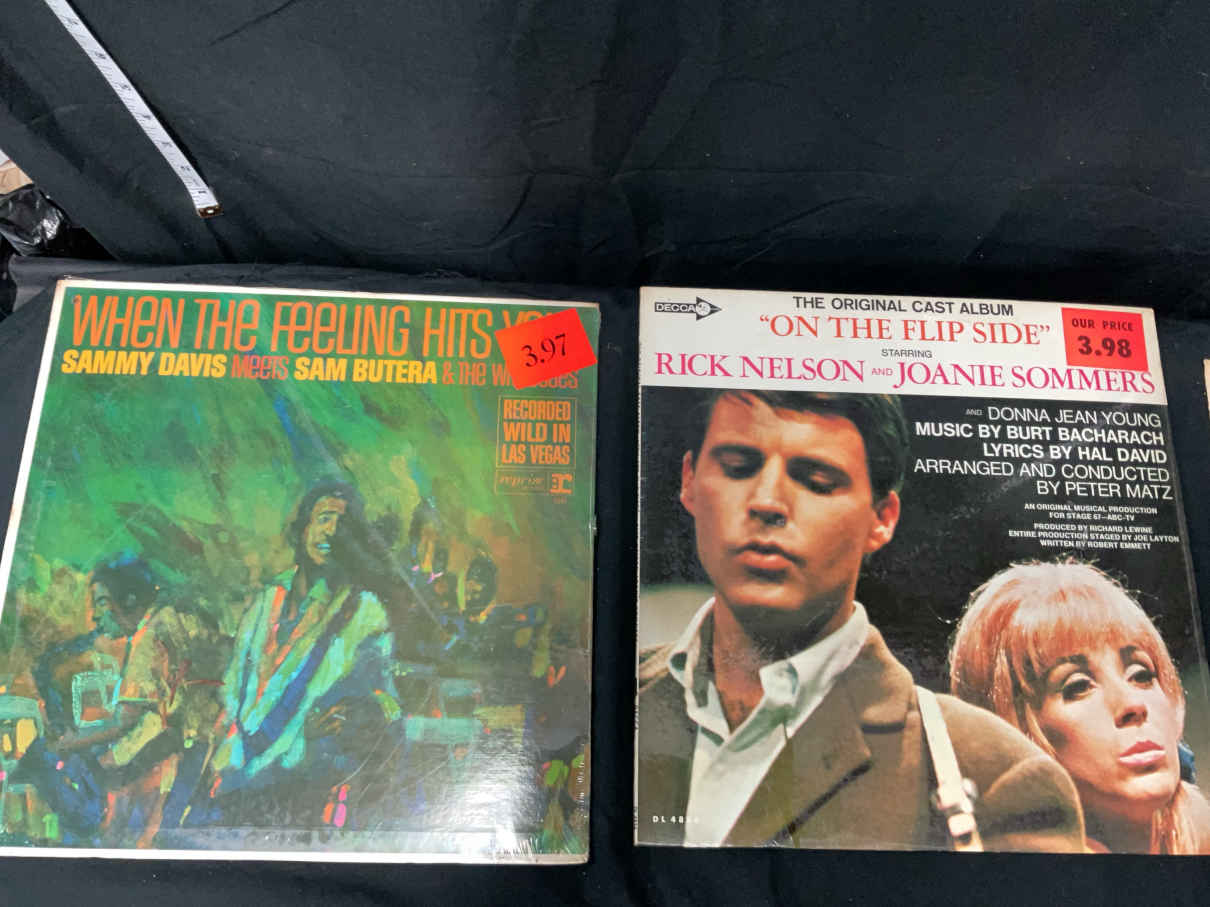 "WHEN THE FEELING HITS
3.97
SAMMY DAVIS MEETS SAM BUTERA & THE
RECORDED
WILD IN
LAS VEGAS
reprise
DECCA
THE ORIGINAL CAST ALBUM
"ON THE FLIP SIDE"
OUR PRICE
3.98
STARRING
RICK NELSON AND JOANIE SOMMERS
AND DONNA JEAN YOUNG
MUSIC BY BURT BACHARACH
LYRICS BY HAL DAVID
ARRANGED AND CONDUCTED
BY PETER MATZ
AN ORIGINAL MUSICAL PRODUCTION
FOR STAGE 67—ABC-TV
PRODUCED BY RICHARD LEWINE
ENTIRE PRODUCTION STAGED BY JOE LAYTON
WRITTEN BY ROBERT EMMETT